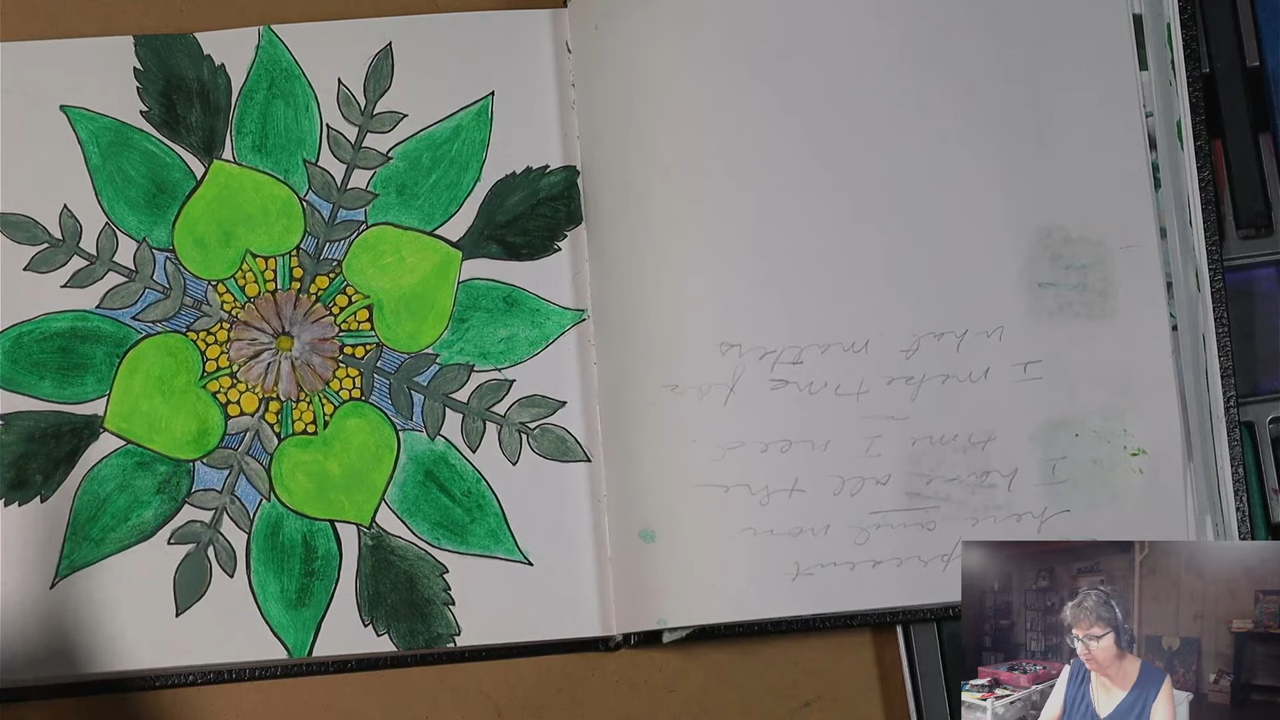 present
here and now
I have all the
time I need.
I make time for
what matters